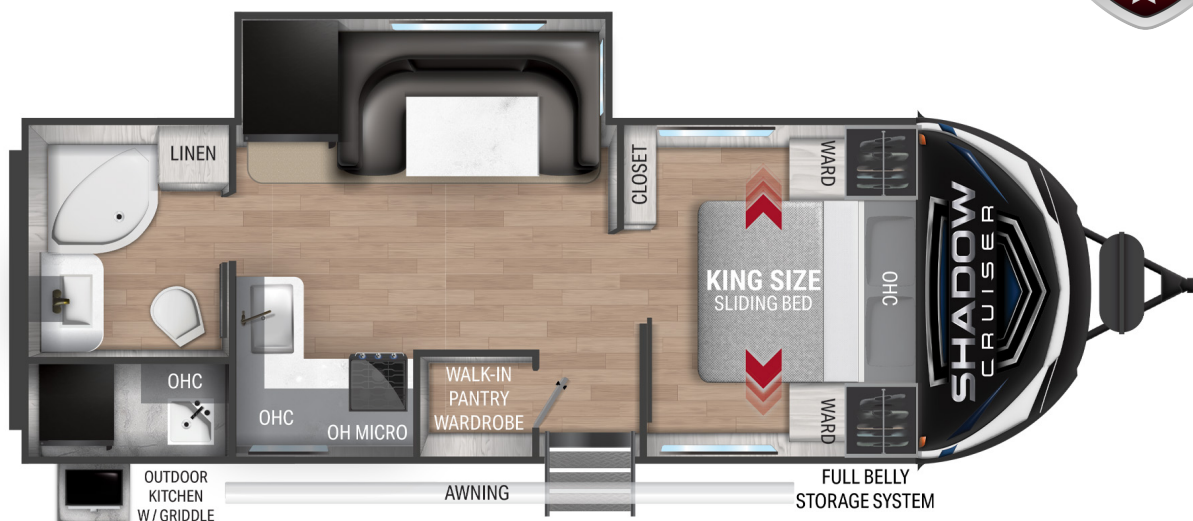 LINEN
CLOSET
WARD
KING SIZE
SLIDING BED
OHC
SHADOW
CRUISER
OHC
OHC
OH MICRO
WALK-IN
PANTRY
WARDROBE
WARD
OUTDOOR
KITCHEN
W/ GRIDDLE
AWNING
FULL BELLY
STORAGE SYSTEM